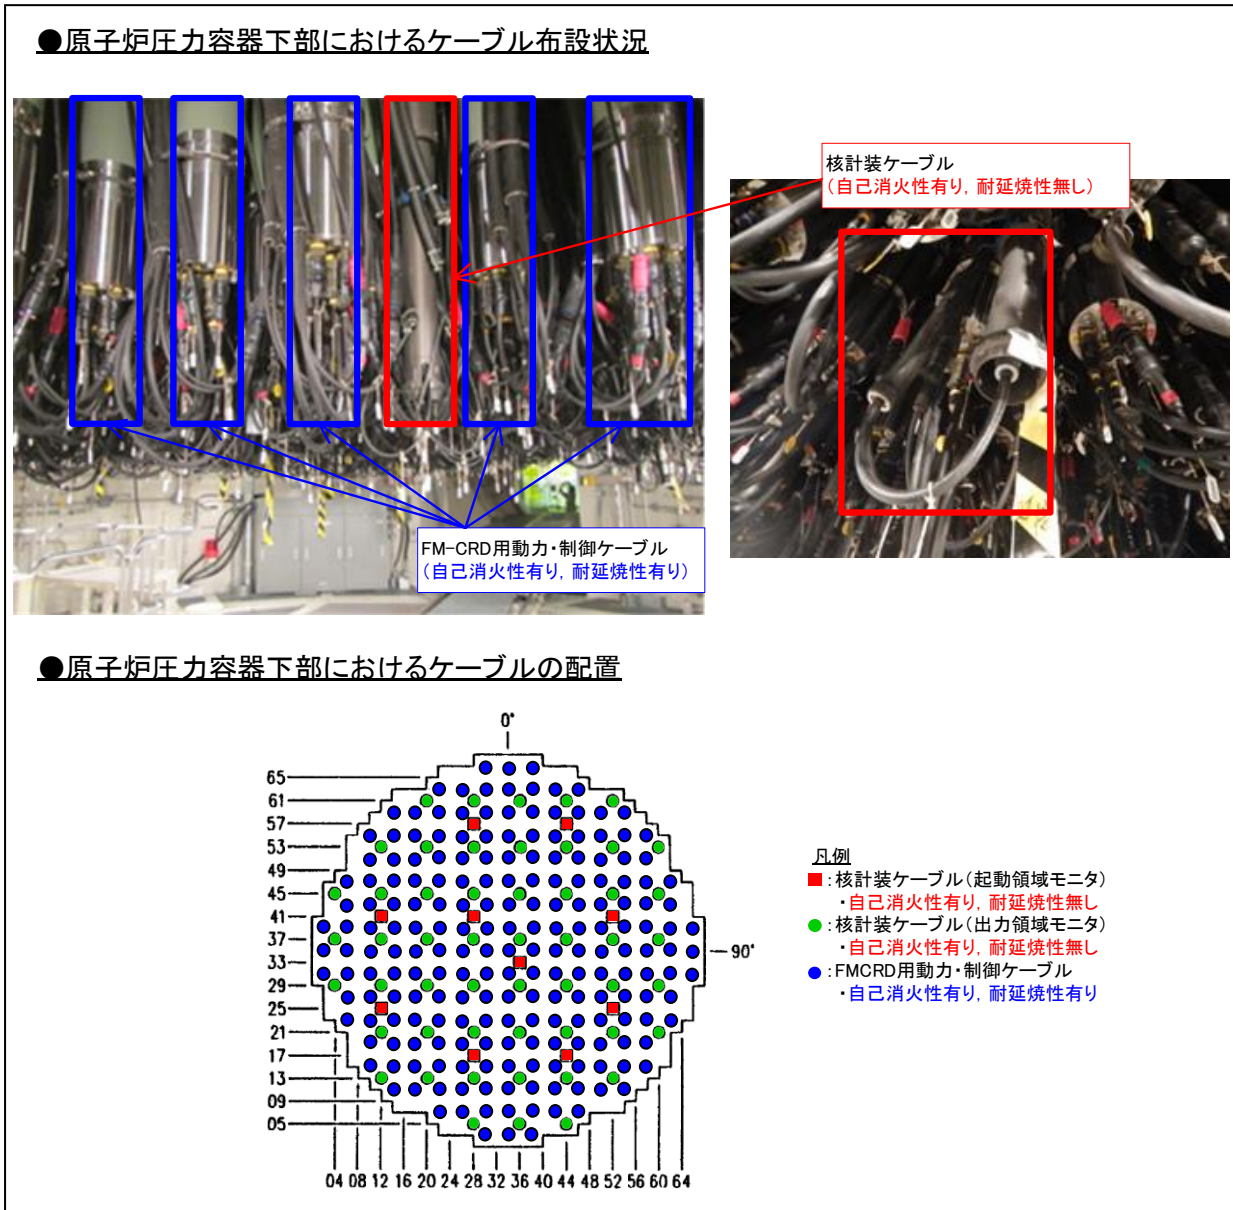 ●原子炉圧力容器下部におけるケーブル布設状況
核計装ケーブル
(自己消火性有り, 耐延焼性無し)
FM-CRD用動力・制御ケーブル
(自己消火性有り, 耐延焼性有り)
●原子炉圧力容器下部におけるケーブルの配置
0°
65
61
57
53
49
45
41
37
33
29
25
21
17
13
09
05
90°
04 08 12 16 20 24 28 32 36 40 44 48 52 56 60 64
凡例
■:核計装ケーブル(起動領域モニタ)
・自己消火性有り, 耐延焼性無し
●:核計装ケーブル(出力領域モニタ)
・自己消火性有り, 耐延焼性無し
●:FMCRD用動力・制御ケーブル
・自己消火性有り, 耐延焼性有り